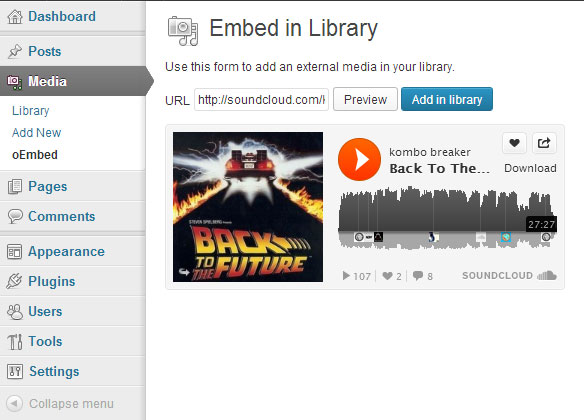 Dashboard
Posts
Media
Library
Add New
oEmbed
Pages
Comments
Appearance
Plugins
Users
Tools
Settings
Collapse menu
Embed in Library
Use this form to add an external media in your library.
URL http://soundcloud.com/k Preview Add in library
STEVEN SPIELBERG Presents
BACK
TO THE
FUTURE
kombo breaker
Back To The...
Download
27:27
107 2 8
SOUNDCLOUD